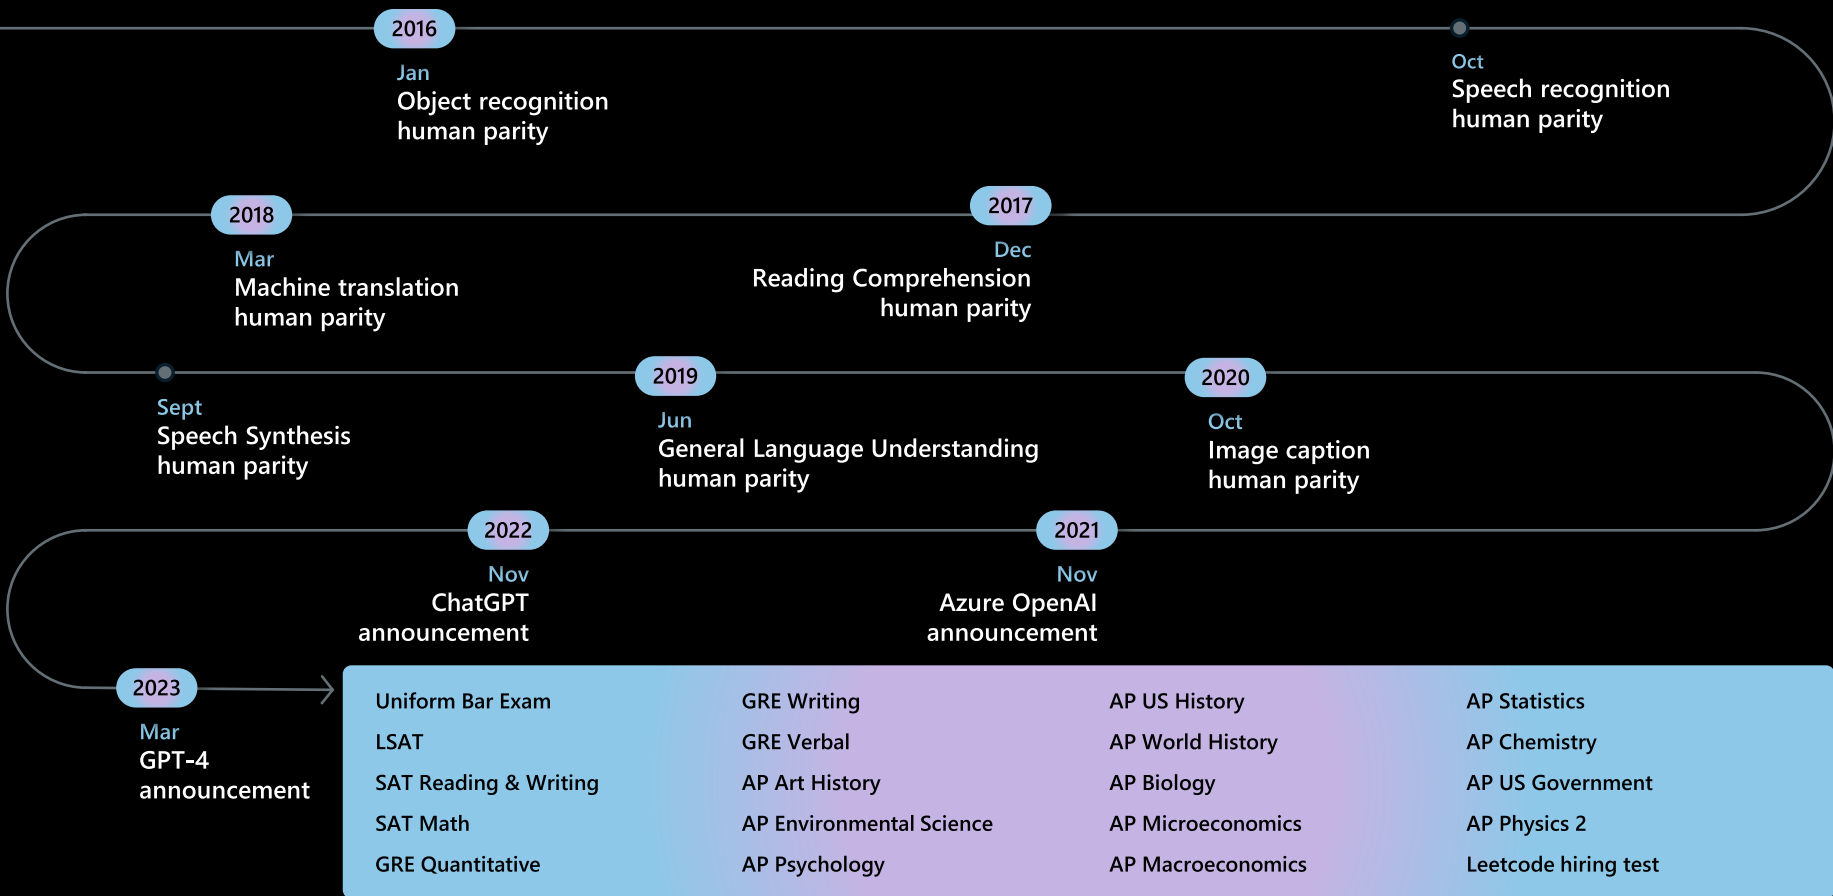 2016
Jan
Object recognition
human parity
Oct
Speech recognition
human parity
2017
Dec
Reading Comprehension
human parity
2018
Mar
Machine translation
human parity
Sept
Speech Synthesis
human parity
2019
Jun
General Language Understanding
human parity
2020
Oct
Image caption
human parity
2021
Nov
Azure OpenAI
announcement
2022
Nov
ChatGPT
announcement
2023
Mar
GPT-4
announcement
Uniform Bar Exam
LSAT
SAT Reading & Writing
SAT Math
GRE Quantitative
GRE Writing
GRE Verbal
AP Art History
AP Environmental Science
AP Psychology
AP US History
AP World History
AP Biology
AP Microeconomics
AP Macroeconomics
AP Statistics
AP Chemistry
AP US Government
AP Physics 2
Leetcode hiring test